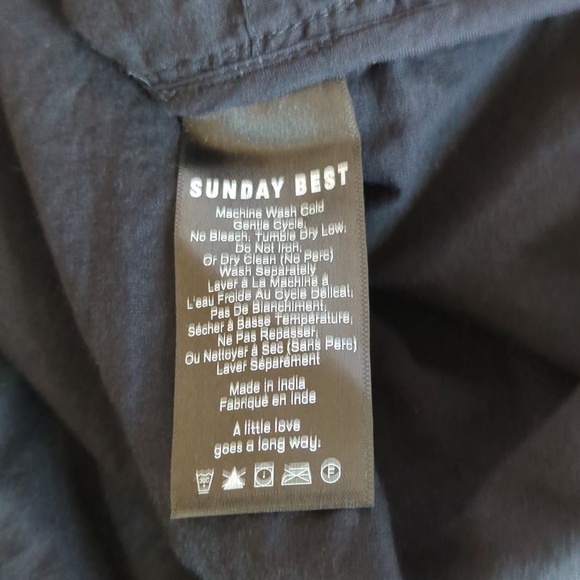 SUNDAY BEST
Machine Wash Cold
Gentle Cycle,
No Bleach, Tumble Dry Low,
Do Not Iron,
Or Dry Clean (No Perc)
Wash Separately
Laver à La Machine à
L'eau Froide Au Cycle Délicat,
Pas De Blanchiment,
Sécher à Basse Température,
Ne Pas Repasser,
Ou Nettoyer à Sec (Sans Perc)
Laver Séparément
Made in India
Fabriqué en Inde
A little love
goes a long way.
30C
F